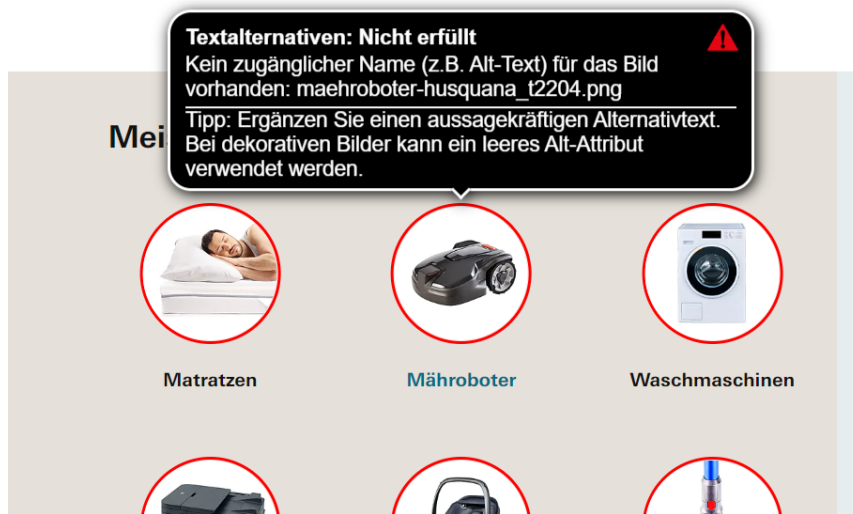 Textalternativen: Nicht erfüllt
Kein zugänglicher Name (z.B. Alt-Text) für das Bild
vorhanden: maehroboter-husquana_t2204.png
Tipp: Ergänzen Sie einen aussagekräftigen Alternativtext.
Bei dekorativen Bilder kann ein leeres Alt-Attribut
verwendet werden.
Mei
Matratzen
Mähroboter
Waschmaschinen